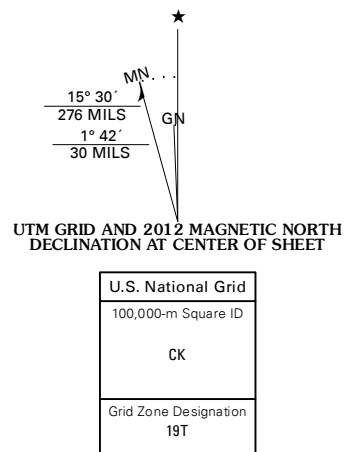 ★
MN
15° 30´
276 MILS
GN
1° 42´
30 MILS
UTM GRID AND 2012 MAGNETIC NORTH
DECLINATION AT CENTER OF SHEET
U.S. National Grid
100,000-m Square ID
CK
Grid Zone Designation
19T